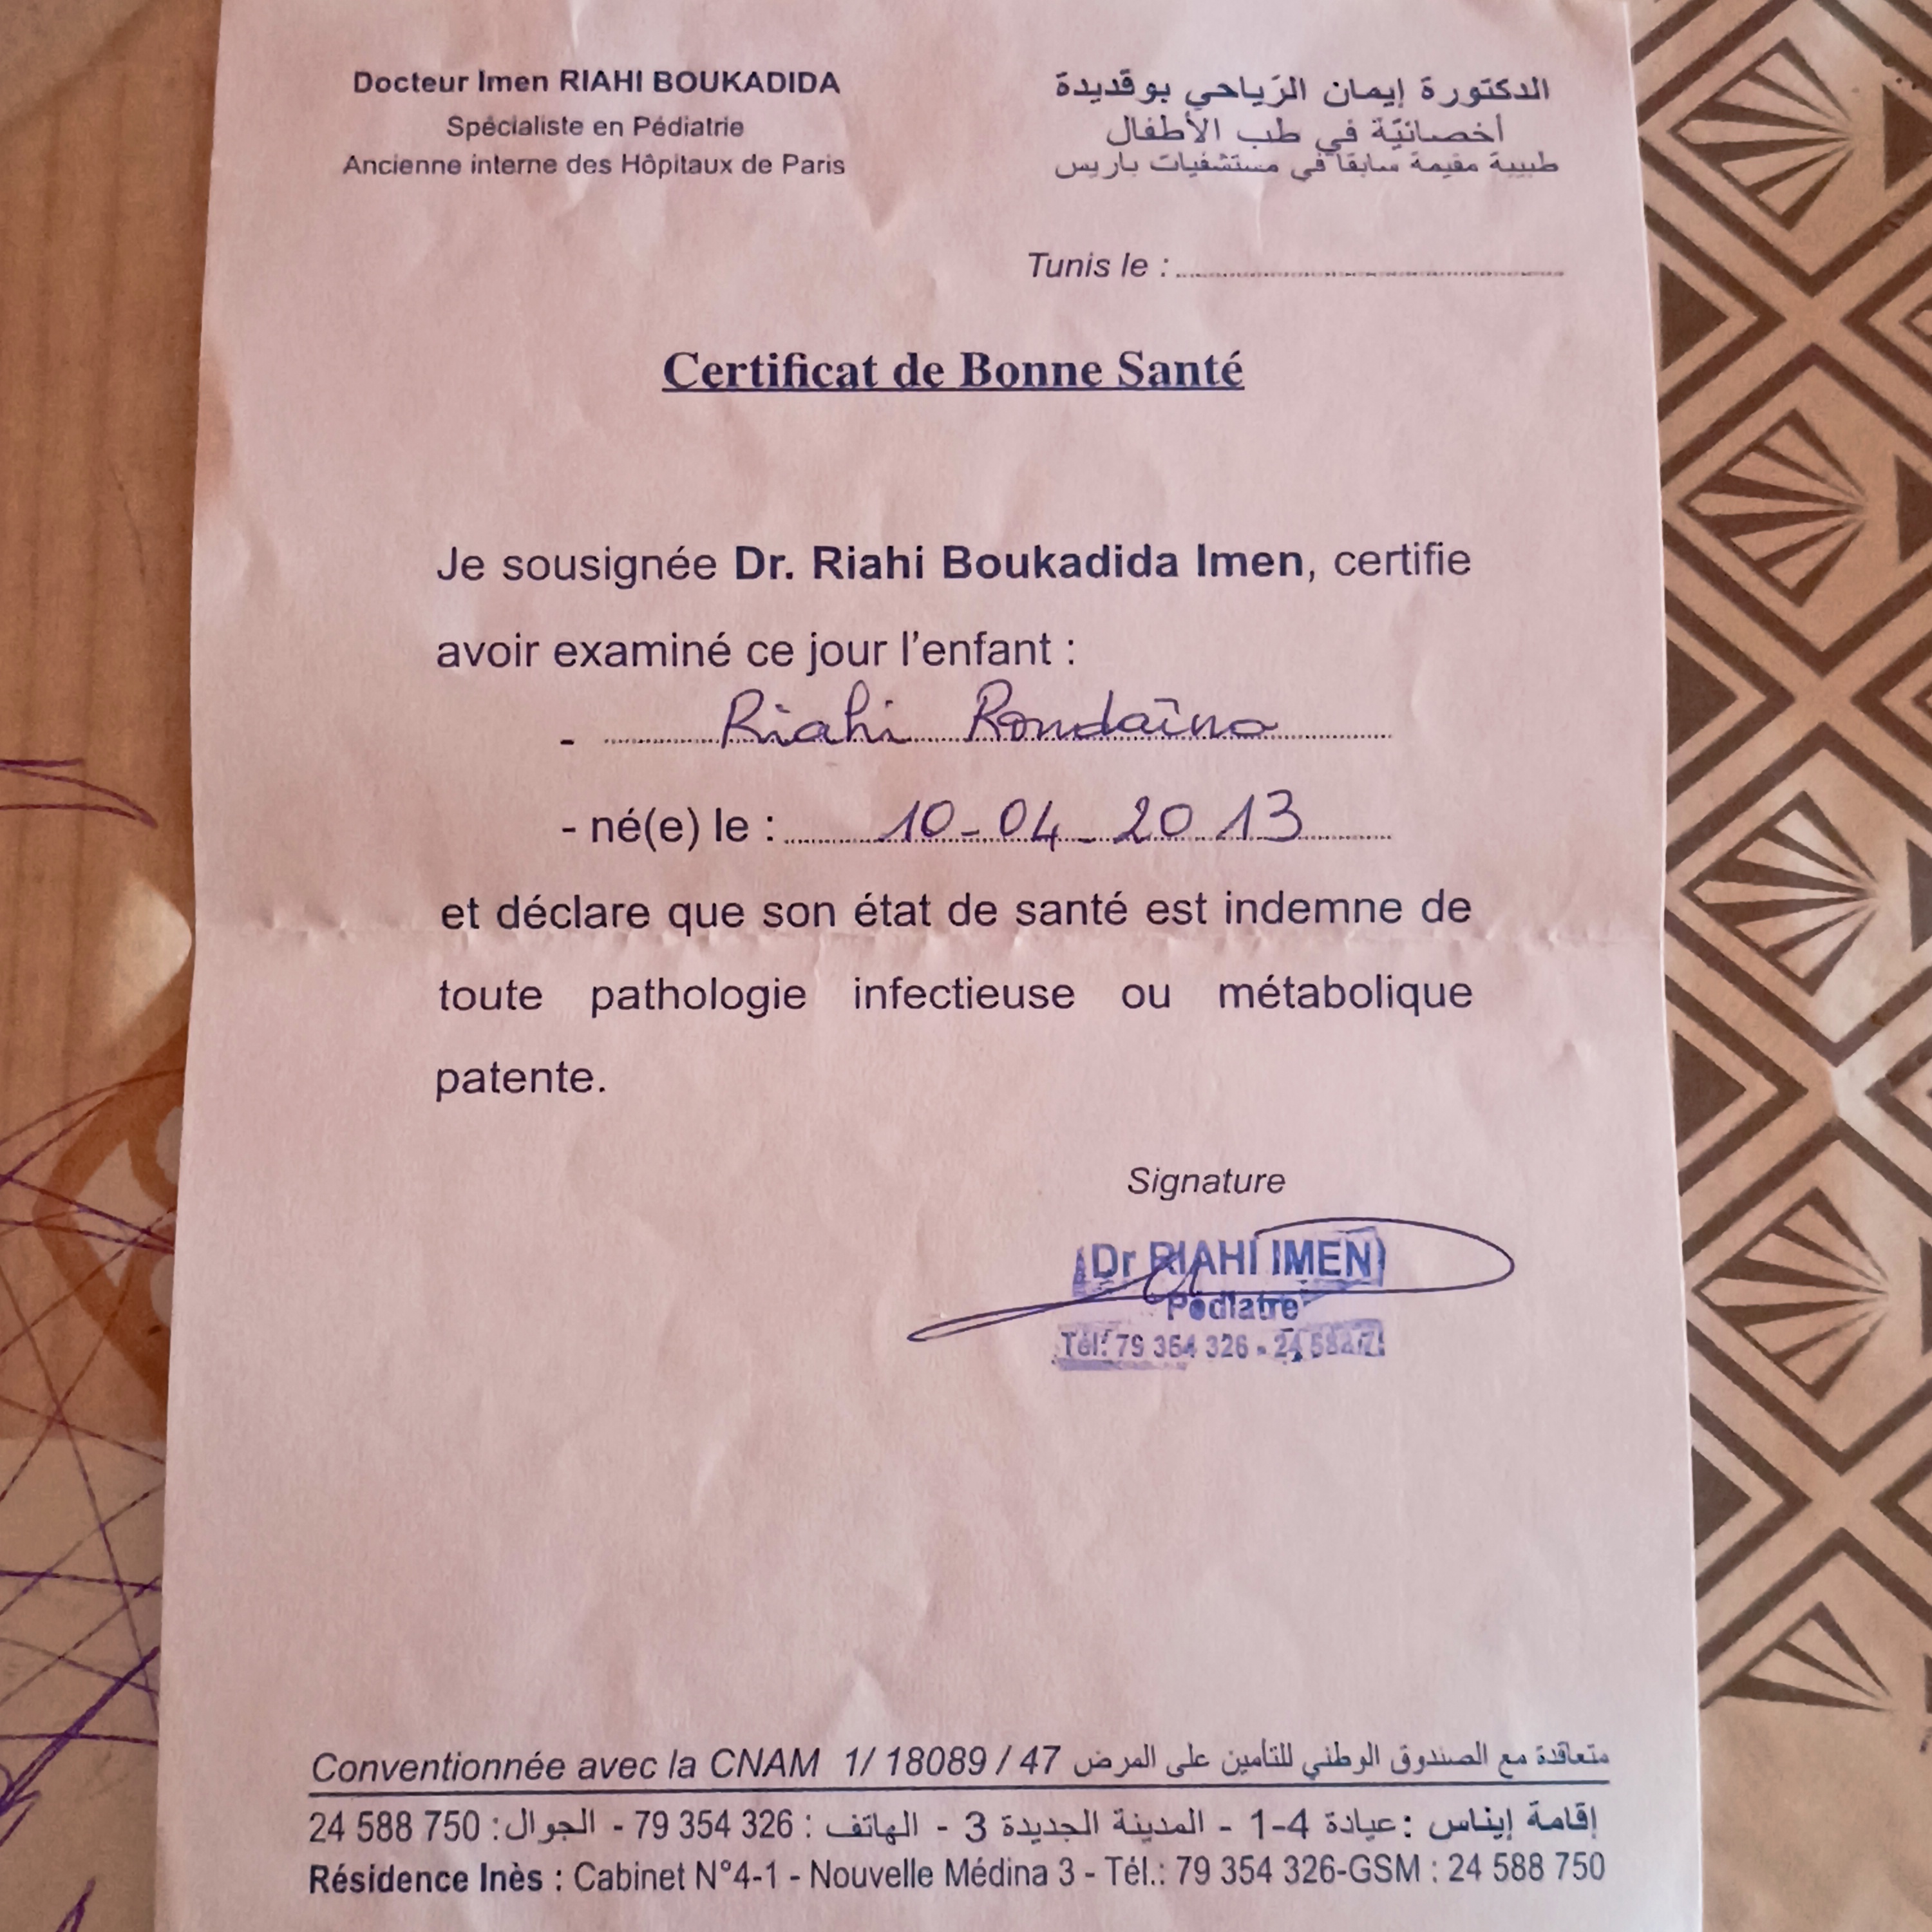 Docteur Imen RIAHI BOUKADIDA
Spécialiste en Pédiatrie
Ancienne interne des Hôpitaux de Paris
الدكتورة إيمان الرّياحي بوقديدة
أخصائيّة في طب الأطفال
طبيبة مقيمة سابقا في مستشفيات باريس
Tunis le :
Certificat de Bonne Santé
Je sousignée Dr. Riahi Boukadida Imen, certifie
avoir examiné ce jour l'enfant :
- Riahi Rondaïna
- né(e) le : 10-04-2013
et déclare que son état de santé est indemne de
toute pathologie infectieuse ou métabolique
patente.
Signature
Dr RIAHI IMEN
Pédiatre
Tél: 79 354 326 - 24
Conventionnée avec la CNAM 1/ 18089 / 47 متعاقدة مع الصندوق الوطني للتأمين على المرض
إقامة إيناس : عيادة 4-1 - المدينة الجديدة 3 - الهاتف : 326 354 79 - الجوال: 750 588 24
Résidence Inès : Cabinet N°4-1 - Nouvelle Médina 3 - Tél.: 79 354 326-GSM : 24 588 750